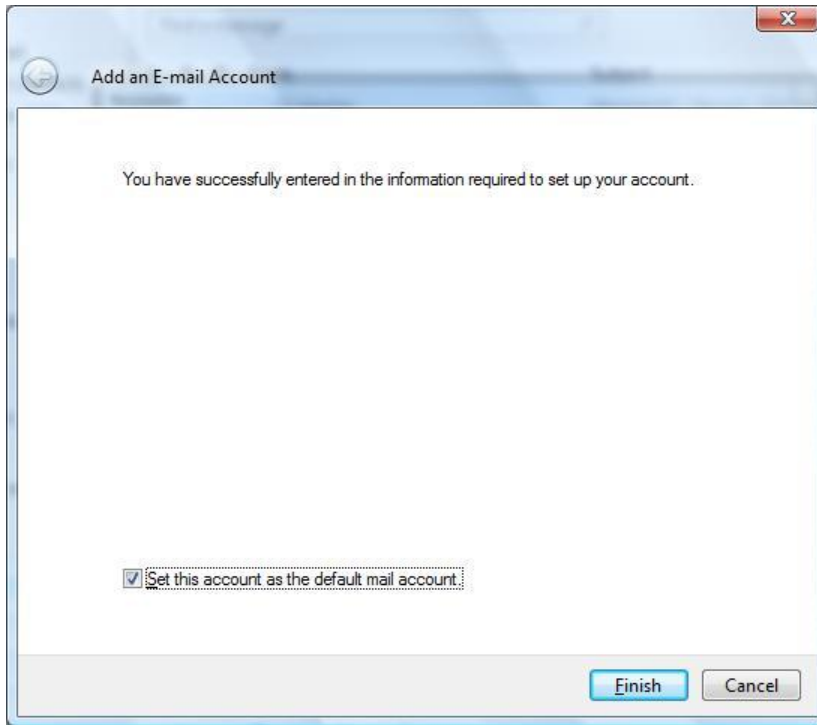 Add an E-mail Account
You have successfully entered in the information required to set up your account.
Set this account as the default mail account.
Finish
Cancel